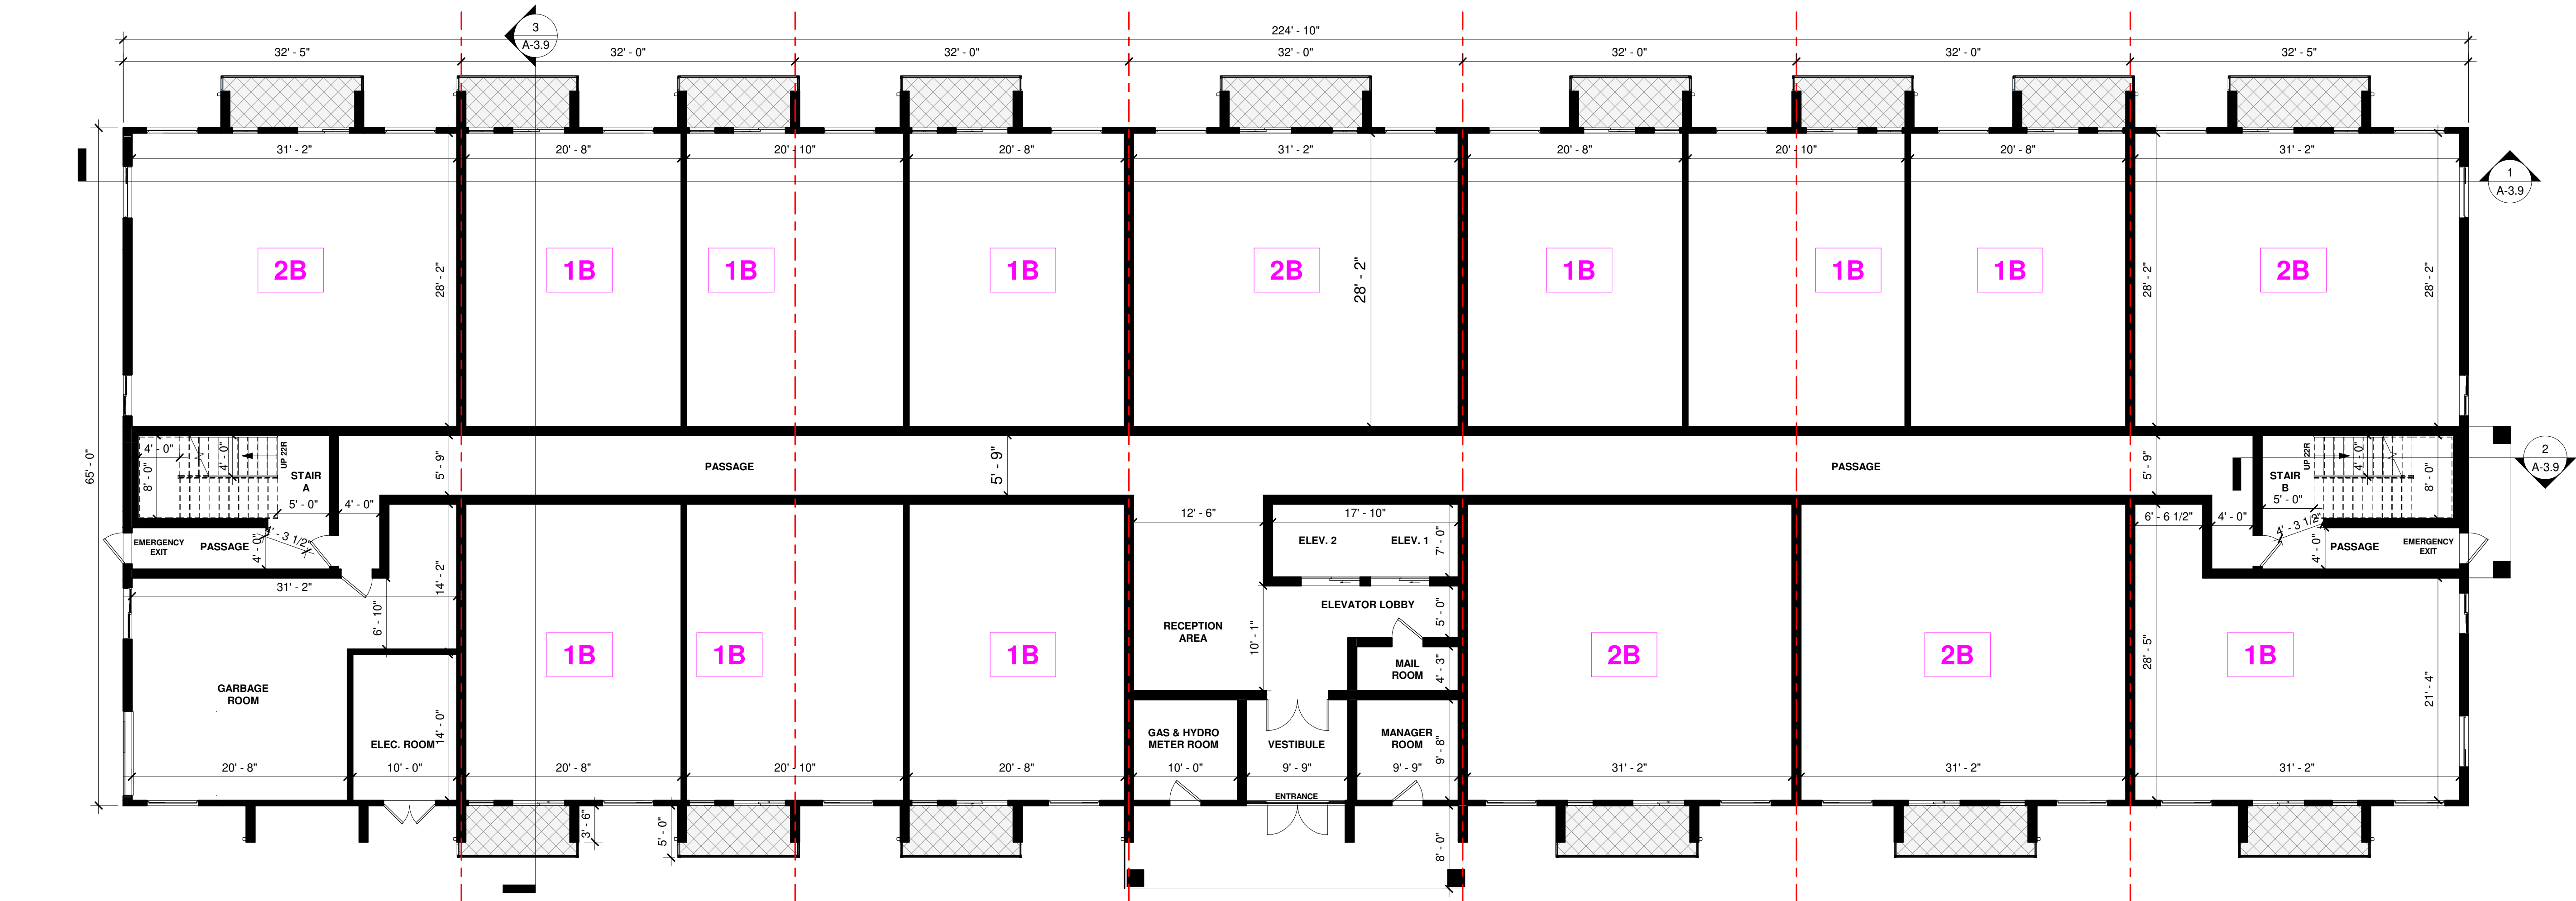 3
A-3.9
224' - 10"
32' - 5"
32' - 0"
32' - 0"
32' - 0"
32' - 0"
32' - 0"
32' - 5"
31' - 2"
20' - 8"
20' - 10"
20' - 8"
31' - 2"
20' - 8"
20' - 10"
20' - 8"
31' - 2"
1
A-3.9
2B
1B
1B
1B
2B
1B
1B
1B
2B
28' - 2"
28' - 2"
28' - 2"
28' - 2"
65' - 0"
4' - 0"
8' - 0"
4' - 0"
UP 22R
STAIR
A
5' - 0"
4' - 0"
5' - 9"
PASSAGE
5' - 9"
PASSAGE
5' - 9"
STAIR
B
UP 22R
4' - 0"
8' - 0"
5' - 0"
2
A-3.9
EMERGENCY
EXIT
PASSAGE
4' - 0"
4' - 3 1/2"
12' - 6"
17' - 10"
ELEV. 2
ELEV. 1
7' - 0"
6' - 6 1/2"
4' - 0"
4' - 3 1/2"
4' - 0"
PASSAGE
EMERGENCY
EXIT
31' - 2"
14' - 2"
6' - 10"
ELEVATOR LOBBY
5' - 0"
RECEPTION
AREA
10' - 1"
1B
1B
1B
MAIL
ROOM
4' - 3"
2B
2B
28' - 5"
1B
21' - 4"
GARBAGE
ROOM
ELEC. ROOM
14' - 0"
GAS & HYDRO
METER ROOM
VESTIBULE
MANAGER
ROOM
9' - 8"
20' - 8"
10' - 0"
20' - 8"
20' - 10"
20' - 8"
10' - 0"
9' - 9"
9' - 9"
31' - 2"
31' - 2"
31' - 2"
ENTRANCE
3' - 6"
5' - 0"
8' - 0"